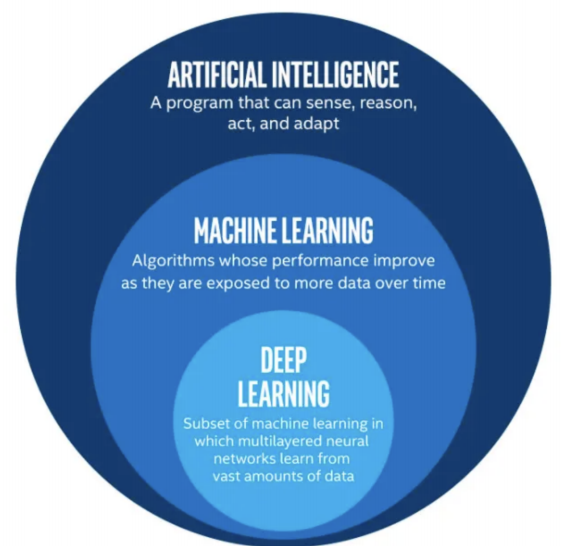 ARTIFICIAL INTELLIGENCE
A program that can sense, reason,
act, and adapt
MACHINE LEARNING
Algorithms whose performance improve
as they are exposed to more data over time
DEEP
LEARNING
Subset of machine learning in
which multilayered neural
networks learn from
vast amounts of data